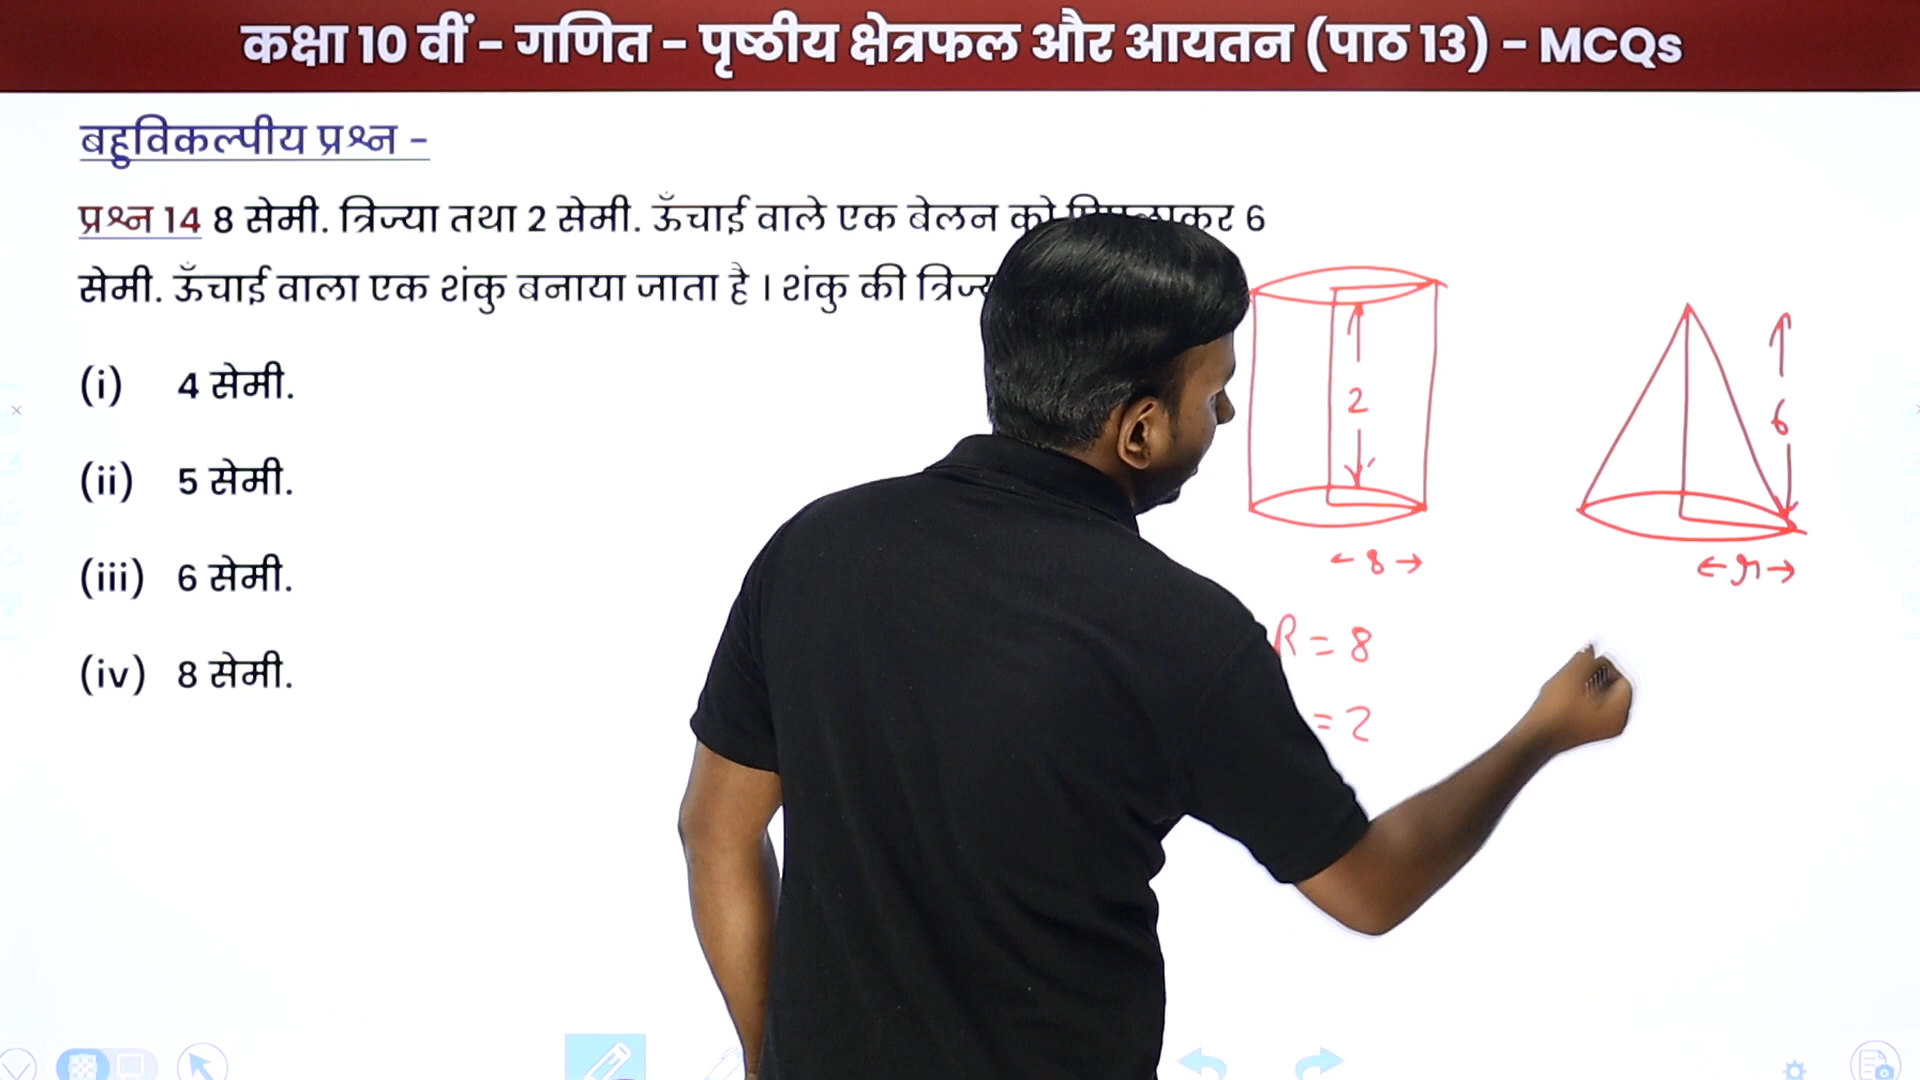 कक्षा 10 वीं - गणित - पृष्ठीय क्षेत्रफल और आयतन (पाठ 13) - MCQs
बहुविकल्पीय प्रश्न -
प्रश्न 14 8 सेमी. त्रिज्या तथा 2 सेमी. ऊँचाई वाले एक बेलन को 6
सेमी. ऊँचाई वाला एक शंकु बनाया जाता है । शंकु की
(i) 4 सेमी.
(ii) 5 सेमी.
(iii) 6 सेमी.
(iv) 8 सेमी.
2
8
6
r
R = 8
= 2